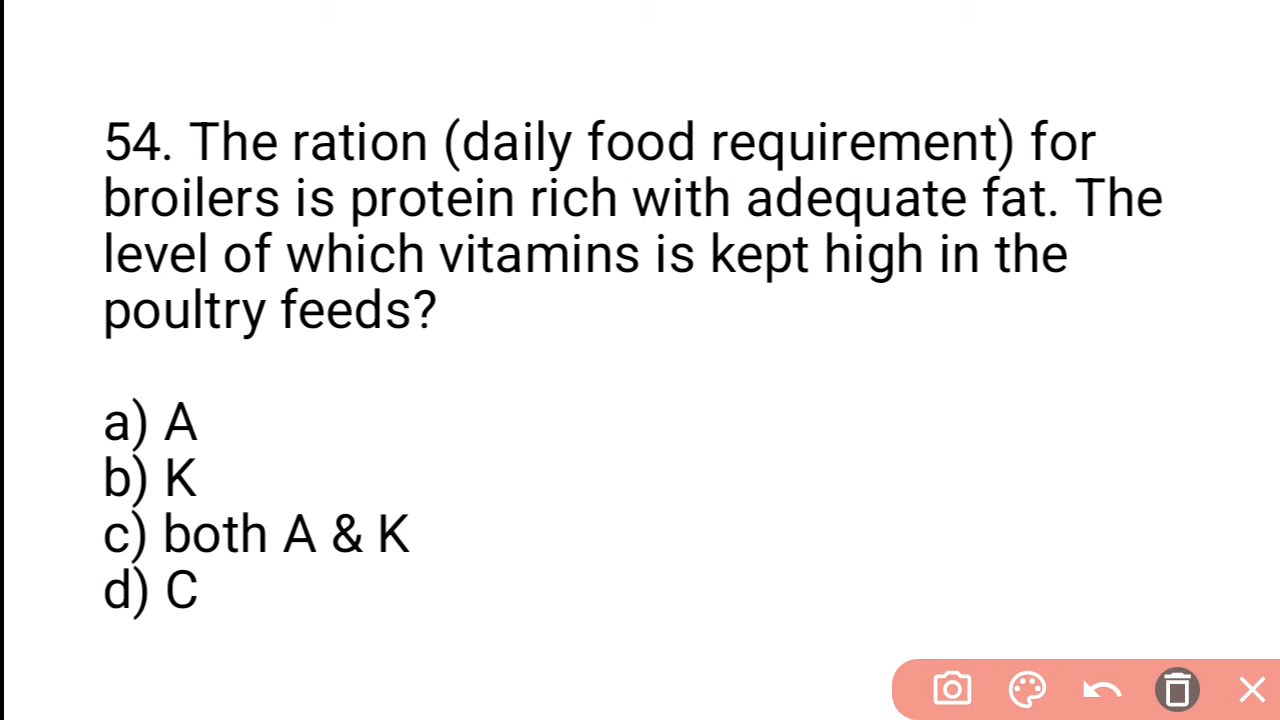 54. The ration (daily food requirement) for
broilers is protein rich with adequate fat. The
level of which vitamins is kept high in the
poultry feeds?
a) A
b) K
c) both A & K
d) C